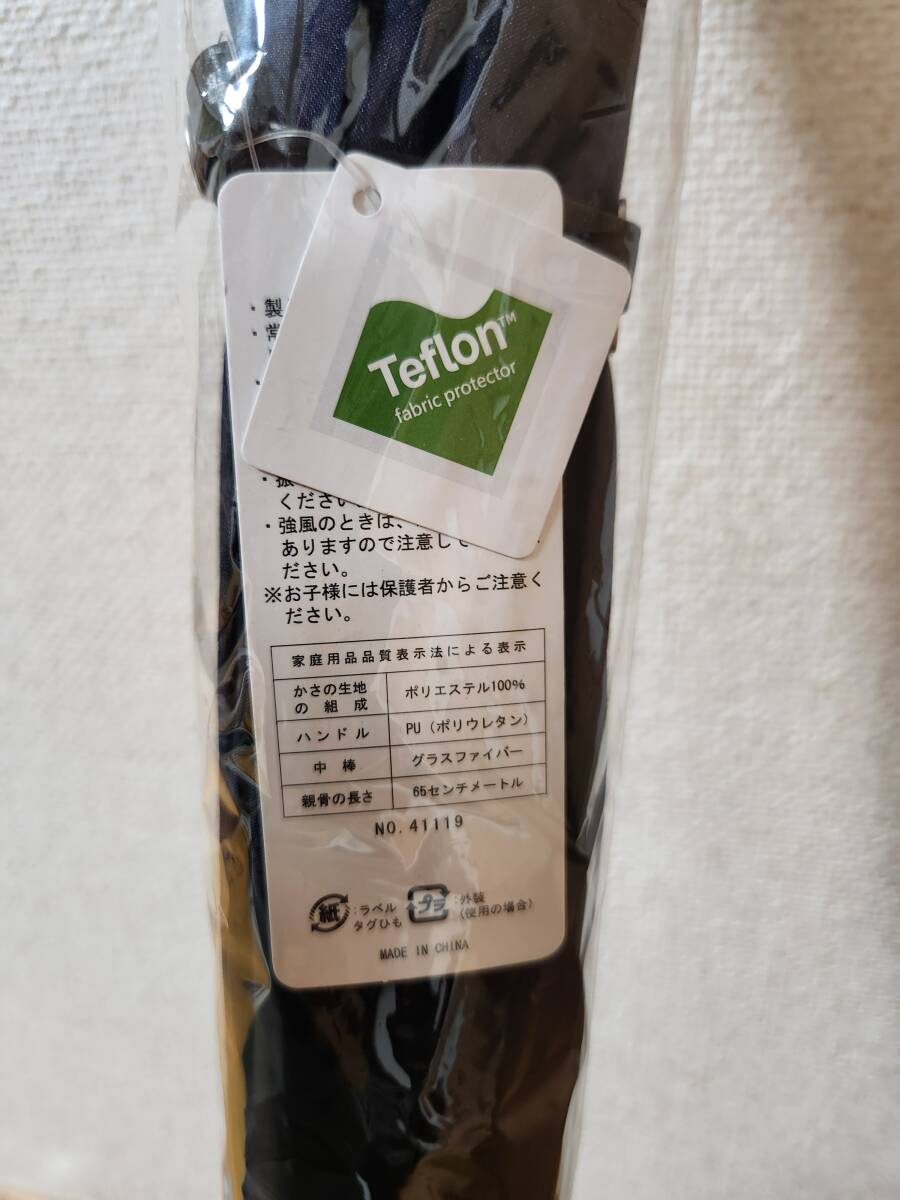 Teflon™
fabric protector
・製
・常
・振
ください
・強風のときは、
ありますので注意して
ださい。
※お子様には保護者からご注意く
ださい。
家庭用品品質表示法による表示
かさの生地
の組成
ポリエステル100%
ハンドル
PU（ポリウレタン）
中棒
グラスファイバー
親骨の長さ
65センチメートル
NO.41119
紙
:ラベル
タグひも
プラ
:外装
(使用の場合)
MADE IN CHINA